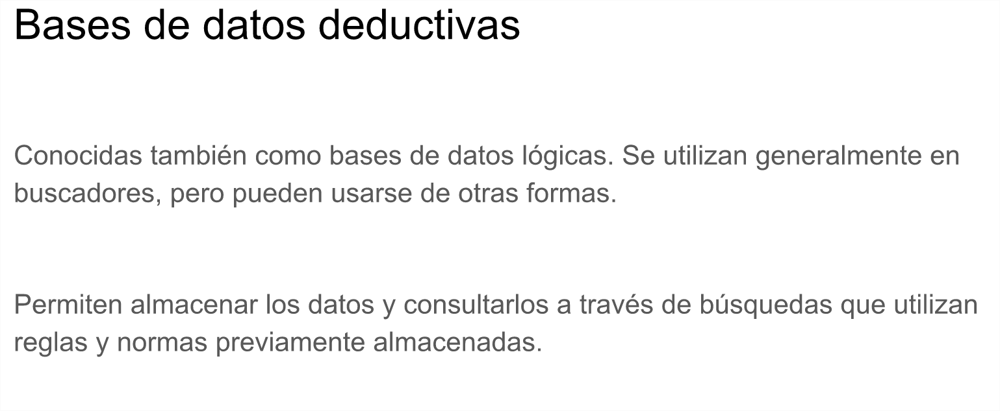 Bases de datos deductivas
Conocidas también como bases de datos lógicas. Se utilizan generalmente en
buscadores, pero pueden usarse de otras formas.
Permiten almacenar los datos y consultarlos a través de búsquedas que utilizan
reglas y normas previamente almacenadas.